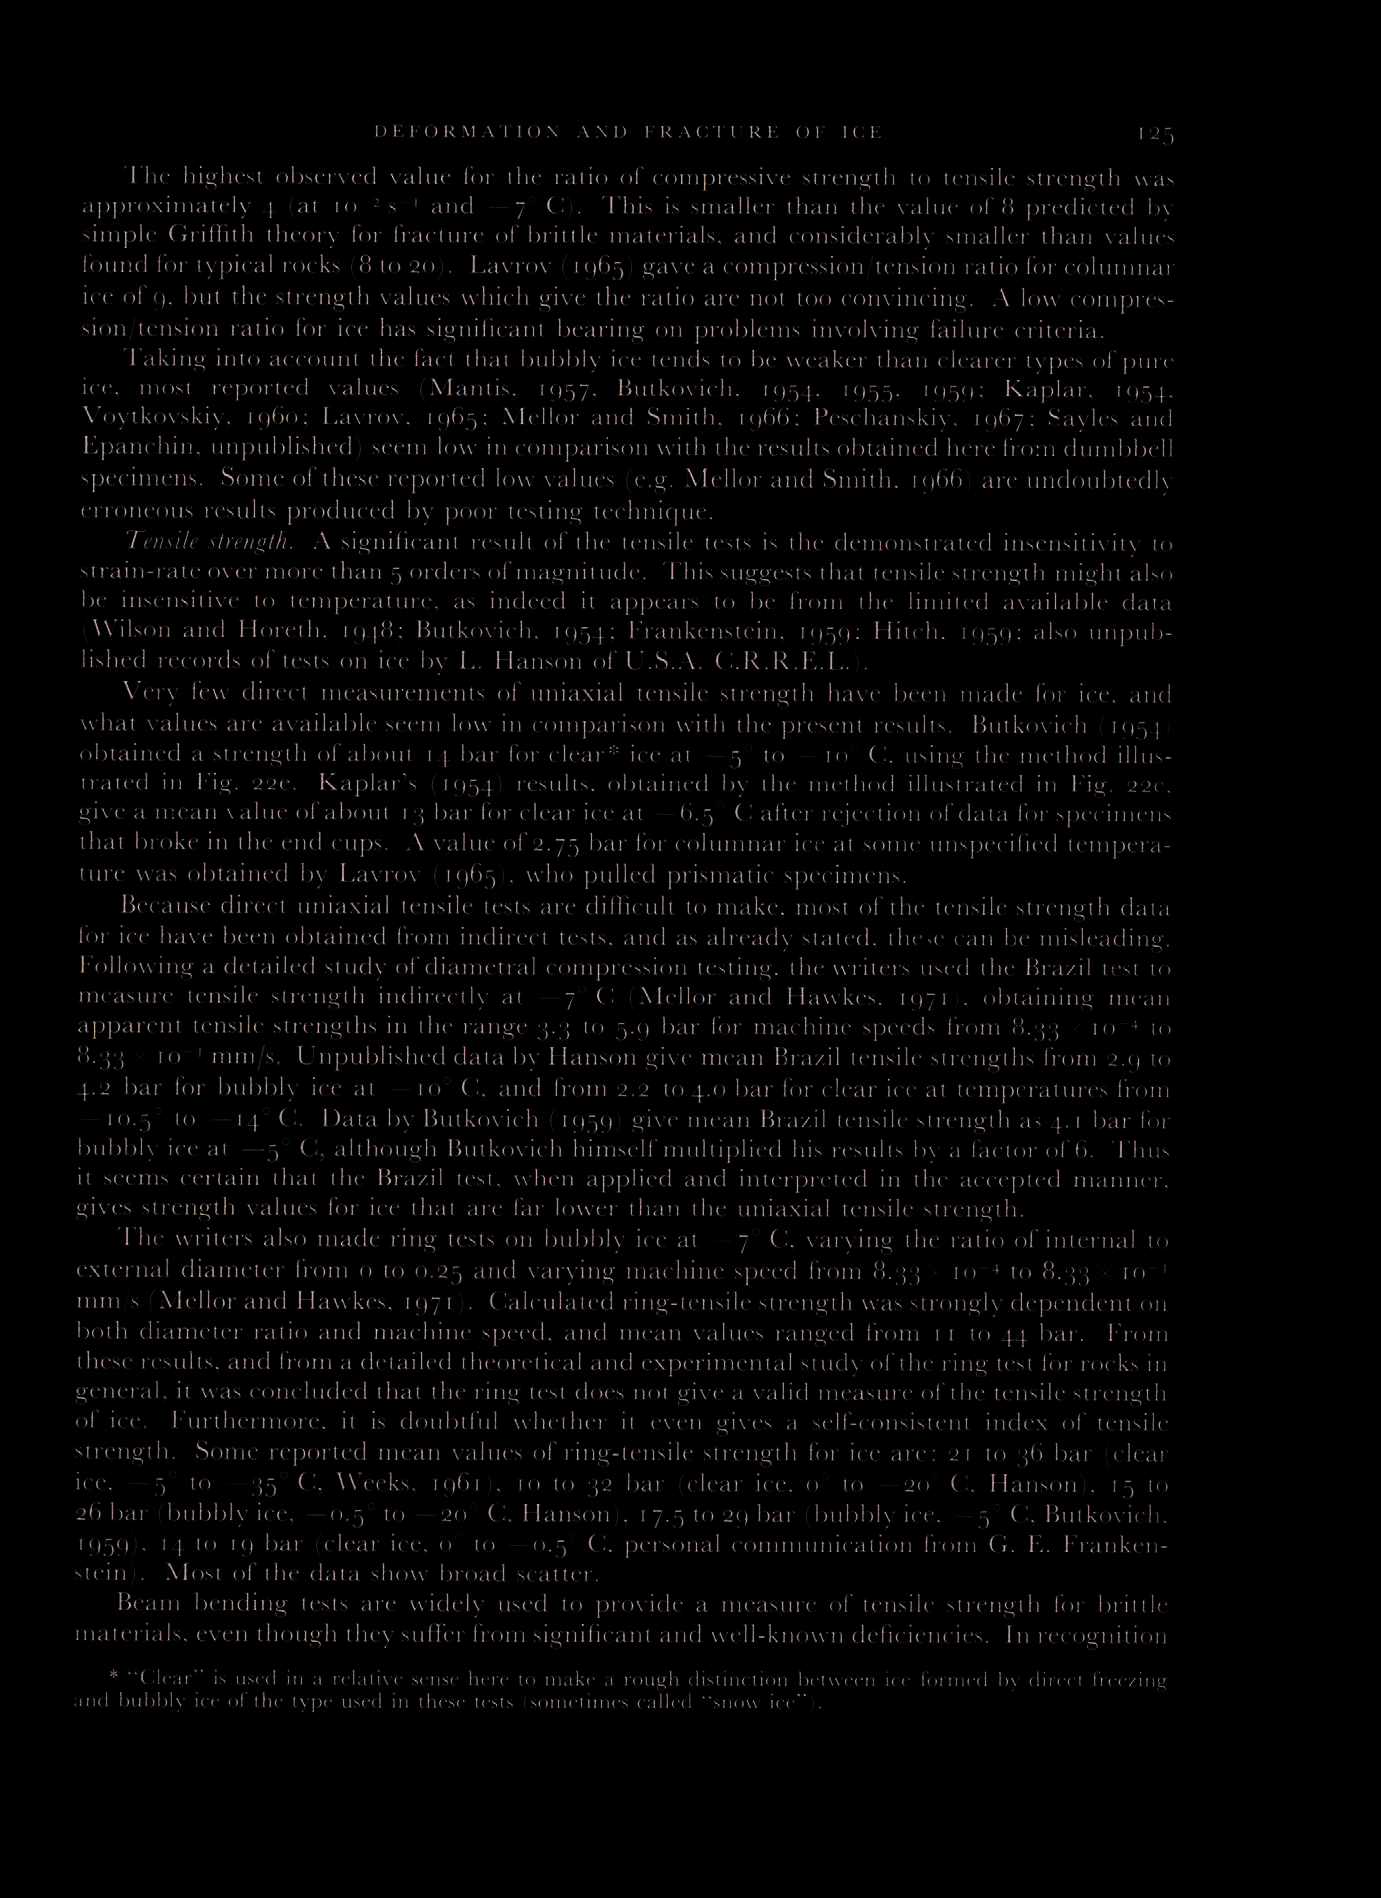 DEFORMATION AND FRACTURE OF ICE 125
The highest observed value for the ratio of compressive strength to tensile strength was
approximately 4 (at 10⁻² s⁻¹ and −7° C). This is smaller than the value of 8 predicted by
simple Griffith theory for fracture of brittle materials, and considerably smaller than values
found for typical rocks (8 to 20). Lavrov (1965) gave a compression/tension ratio for columnar
ice of 9, but the strength values which give the ratio are not too convincing. A low compres-
sion/tension ratio for ice has significant bearing on problems involving failure criteria.
Taking into account the fact that bubbly ice tends to be weaker than clearer types of pure
ice, most reported values (Mantis, 1957, Butkovich, 1954, 1955, 1959; Kaplar, 1954,
Voytkovskiy, 1960; Lavrov, 1965; Mellor and Smith, 1966; Peschanskiy, 1967; Sayles and
Epanchin, unpublished) seem low in comparison with the results obtained here from dumbbell
specimens. Some of these reported low values (e.g. Mellor and Smith, 1966) are undoubtedly
erroneous results produced by poor testing technique.
Tensile strength. A significant result of the tensile tests is the demonstrated insensitivity to
strain-rate over more than 5 orders of magnitude. This suggests that tensile strength might also
be insensitive to temperature, as indeed it appears to be from the limited available data
(Wilson and Horeth, 1948; Butkovich, 1954; Frankenstein, 1959; Hitch, 1959; also unpub-
lished records of tests on ice by L. Hanson of U.S.A. C.R.R.E.L.).
Very few direct measurements of uniaxial tensile strength have been made for ice, and
what values are available seem low in comparison with the present results. Butkovich (1954)
obtained a strength of about 14 bar for clear* ice at −5° to −10° C, using the method illus-
trated in Fig. 22e. Kaplar's (1954) results, obtained by the method illustrated in Fig. 22c,
give a mean value of about 13 bar for clear ice at −6.5° C after rejection of data for specimens
that broke in the end cups. A value of 2.75 bar for columnar ice at some unspecified tempera-
ture was obtained by Lavrov (1965), who pulled prismatic specimens.
Because direct uniaxial tensile tests are difficult to make, most of the tensile strength data
for ice have been obtained from indirect tests, and as already stated, these can be misleading.
Following a detailed study of diametral compression testing, the writers used the Brazil test to
measure tensile strength indirectly at −7° C (Mellor and Hawkes, 1971), obtaining mean
apparent tensile strengths in the range 3.3 to 5.9 bar for machine speeds from 8.33 × 10⁻⁴ to
8.33 × 10⁻¹ mm/s. Unpublished data by Hanson give mean Brazil tensile strengths from 2.9 to
4.2 bar for bubbly ice at −10° C, and from 2.2 to 4.0 bar for clear ice at temperatures from
−10.5° to −14° C. Data by Butkovich (1959) give mean Brazil tensile strength as 4.1 bar for
bubbly ice at −5° C, although Butkovich himself multiplied his results by a factor of 6. Thus
it seems certain that the Brazil test, when applied and interpreted in the accepted manner,
gives strength values for ice that are far lower than the uniaxial tensile strength.
The writers also made ring tests on bubbly ice at −7° C, varying the ratio of internal to
external diameter from 0 to 0.25 and varying machine speed from 8.33 × 10⁻⁴ to 8.33 × 10⁻¹
mm/s (Mellor and Hawkes, 1971). Calculated ring-tensile strength was strongly dependent on
both diameter ratio and machine speed, and mean values ranged from 11 to 44 bar. From
these results, and from a detailed theoretical and experimental study of the ring test for rocks in
general, it was concluded that the ring test does not give a valid measure of the tensile strength
of ice. Furthermore, it is doubtful whether it even gives a self-consistent index of tensile
strength. Some reported mean values of ring-tensile strength for ice are: 21 to 36 bar (clear
ice, −5° to −35° C, Weeks, 1961), 10 to 32 bar (clear ice, 0° to −20° C, Hanson), 15 to
26 bar (bubbly ice, −0.5° to −20° C, Hanson), 17.5 to 29 bar (bubbly ice, −5° C, Butkovich,
1959), 14 to 19 bar (clear ice, 0° to −0.5° C, personal communication from G. E. Franken-
stein). Most of the data show broad scatter.
Beam bending tests are widely used to provide a measure of tensile strength for brittle
materials, even though they suffer from significant and well-known deficiencies. In recognition
* "Clear" is used in a relative sense here to make a rough distinction between ice formed by direct freezing
and bubbly ice of the type used in these tests (sometimes called "snow ice").